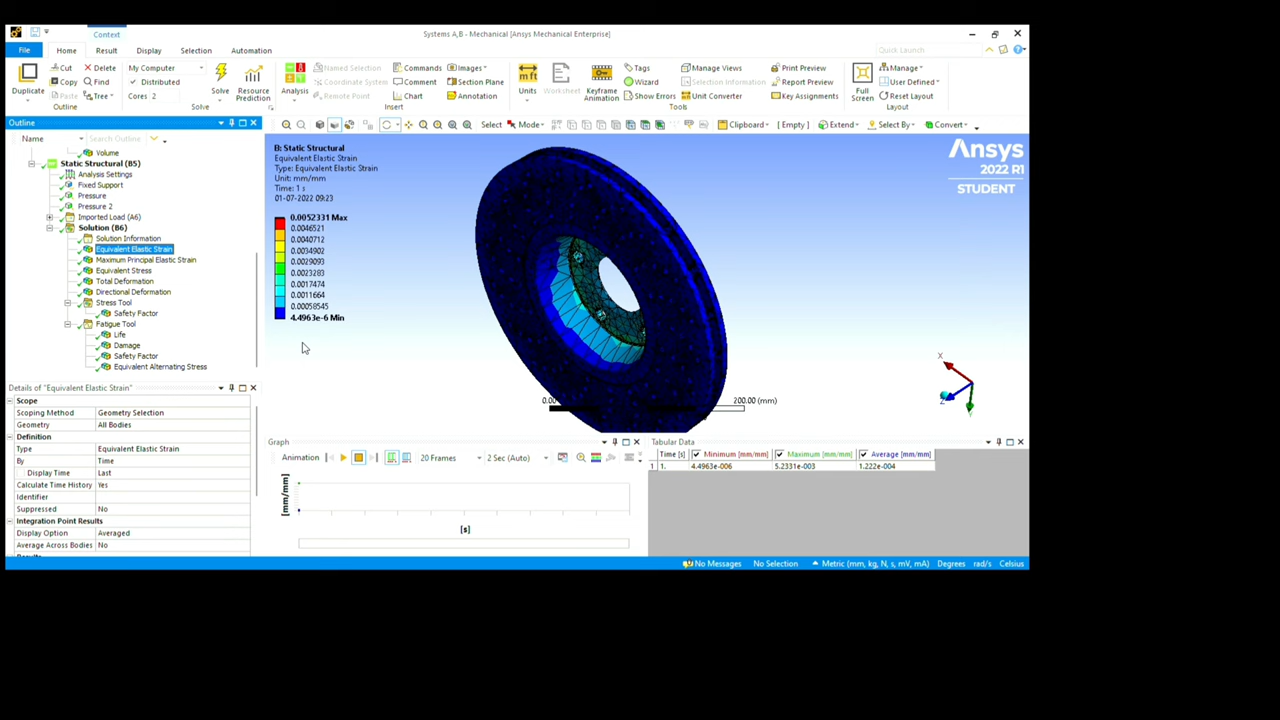 Context
Systems A,B - Mechanical [Ansys Mechanical Enterprise]
File Home Result Display Selection Automation Quick Launch
Duplicate Cut Copy Paste Delete Find Tree
Outline
My Computer Distributed Cores 2 Solve Resource Prediction
Solve
Analysis Named Selection Coordinate System Remote Point Commands Comment Chart Images Section Plane Annotation
Insert
Units Worksheet Keyframe Animation Tags Wizard Show Errors Manage Views Selection Information Unit Converter Print Preview Report Preview Key Assignments
Tools
Full Screen Manage User Defined Reset Layout
Layout
Outline
Select Mode Clipboard [ Empty ] Extend Select By Convert
Name Search Outline
Volume
Static Structural (B5)
Analysis Settings
Fixed Support
Pressure
Pressure 2
Imported Load (A6)
Solution (B6)
Solution Information
Equivalent Elastic Strain
Maximum Principal Elastic Strain
Equivalent Stress
Total Deformation
Directional Deformation
Stress Tool
Safety Factor
Fatigue Tool
Life
Damage
Safety Factor
Equivalent Alternating Stress
Details of "Equivalent Elastic Strain"
Scope
Scoping Method Geometry Selection
Geometry All Bodies
Definition
Type Equivalent Elastic Strain
By Time
Display Time Last
Calculate Time History Yes
Identifier
Suppressed No
Integration Point Results
Display Option Averaged
Average Across Bodies No
B: Static Structural
Equivalent Elastic Strain
Type: Equivalent Elastic Strain
Unit: mm/mm
Time: 1 s
01-07-2022 09:23
0.0052331 Max
0.0046521
0.0040712
0.0034902
0.0029093
0.0023283
0.0017474
0.0011664
0.00058545
4.4963e-6 Min
Ansys
2022 R1
STUDENT
X
Z
Y
200.00 (mm)
Graph
Animation 20 Frames 2 Sec (Auto)
[mm/mm]
[s]
Tabular Data
Time [s] Minimum [mm/mm] Maximum [mm/mm] Average [mm/mm]
1 1. 4.4963e-006 5.2331e-003 1.222e-004
No Messages No Selection Metric (mm, kg, N, s, mV, mA) Degrees rad/s Celsius